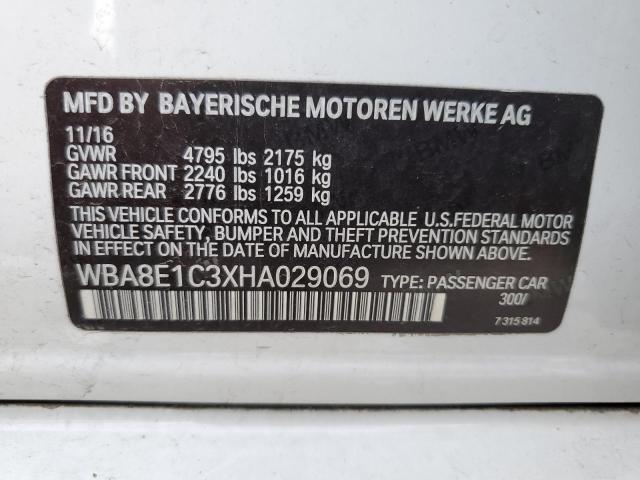 MFD BY BAYERISCHE MOTOREN WERKE AG
11/16
GVWR 4795 lbs 2175 kg
GAWR FRONT 2240 lbs 1016 kg
GAWR REAR 2776 lbs 1259 kg
THIS VEHICLE CONFORMS TO ALL APPLICABLE U.S.FEDERAL MOTOR
VEHICLE SAFETY, BUMPER AND THEFT PREVENTION STANDARDS
IN EFFECT ON THE DATE OF MANUFACTURE SHOWN ABOVE.
WBA8E1C3XHA029069 TYPE: PASSENGER CAR
300/
7 315 814